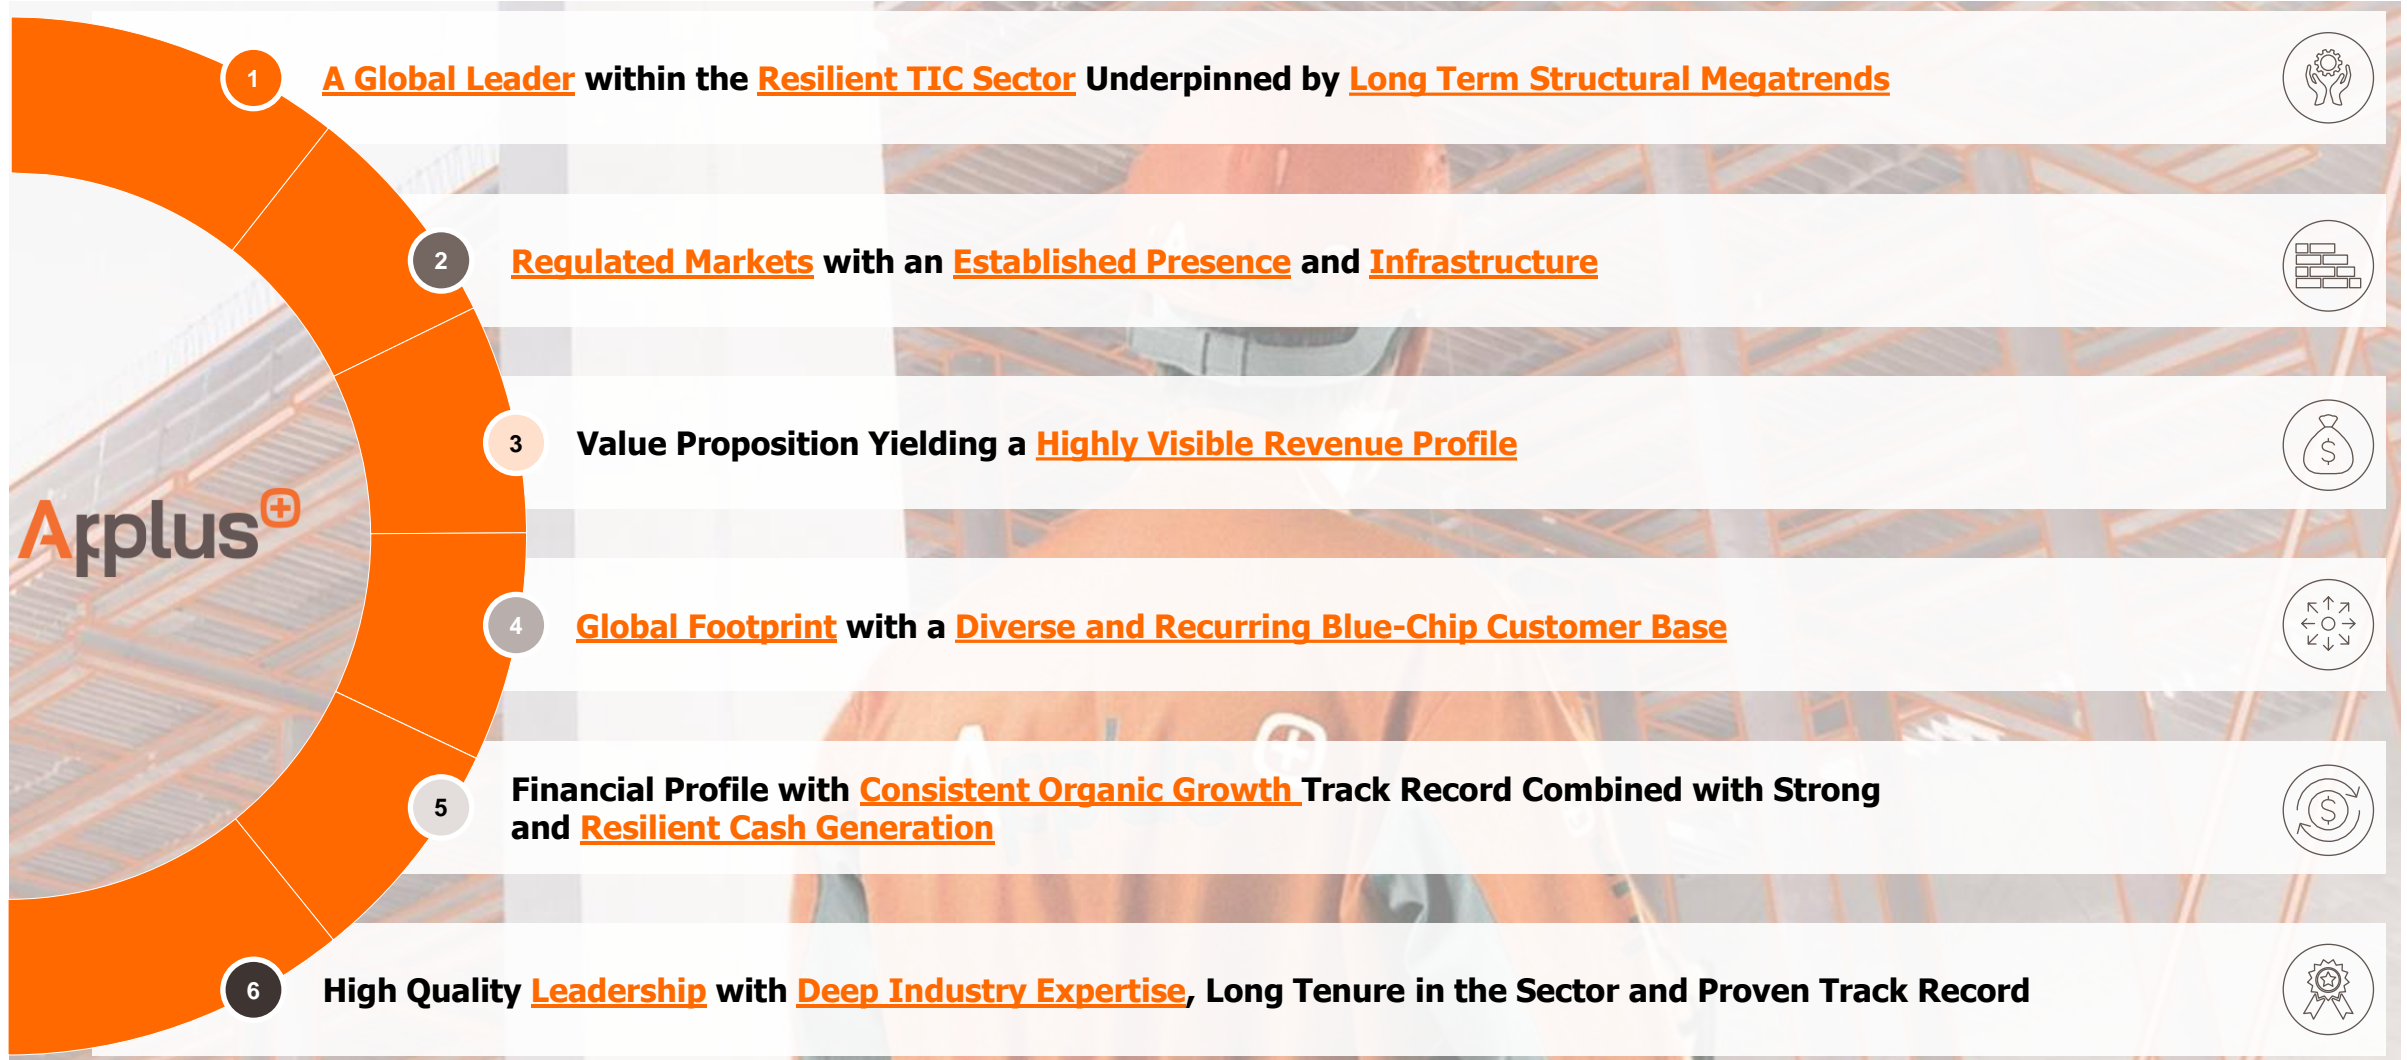 1
A Global Leader within the Resilient TIC Sector Underpinned by Long Term Structural Megatrends
2
Regulated Markets with an Established Presence and Infrastructure
3
Value Proposition Yielding a Highly Visible Revenue Profile
Applus+
4
Global Footprint with a Diverse and Recurring Blue-Chip Customer Base
5
Financial Profile with Consistent Organic Growth Track Record Combined with Strong
and Resilient Cash Generation
6
High Quality Leadership with Deep Industry Expertise, Long Tenure in the Sector and Proven Track Record
$
$
Applus+